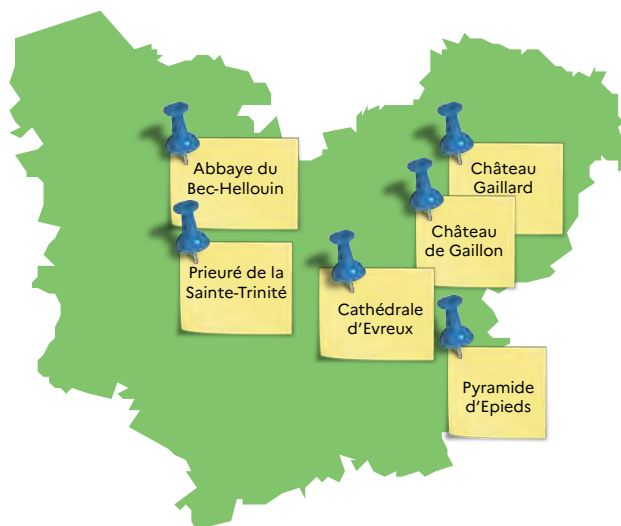 Abbaye du
Bec-Hellouin
Château
Gaillard
Château
de Gaillon
Prieuré de la
Sainte-Trinité
Cathédrale
d'Evreux
Pyramide
d'Epieds